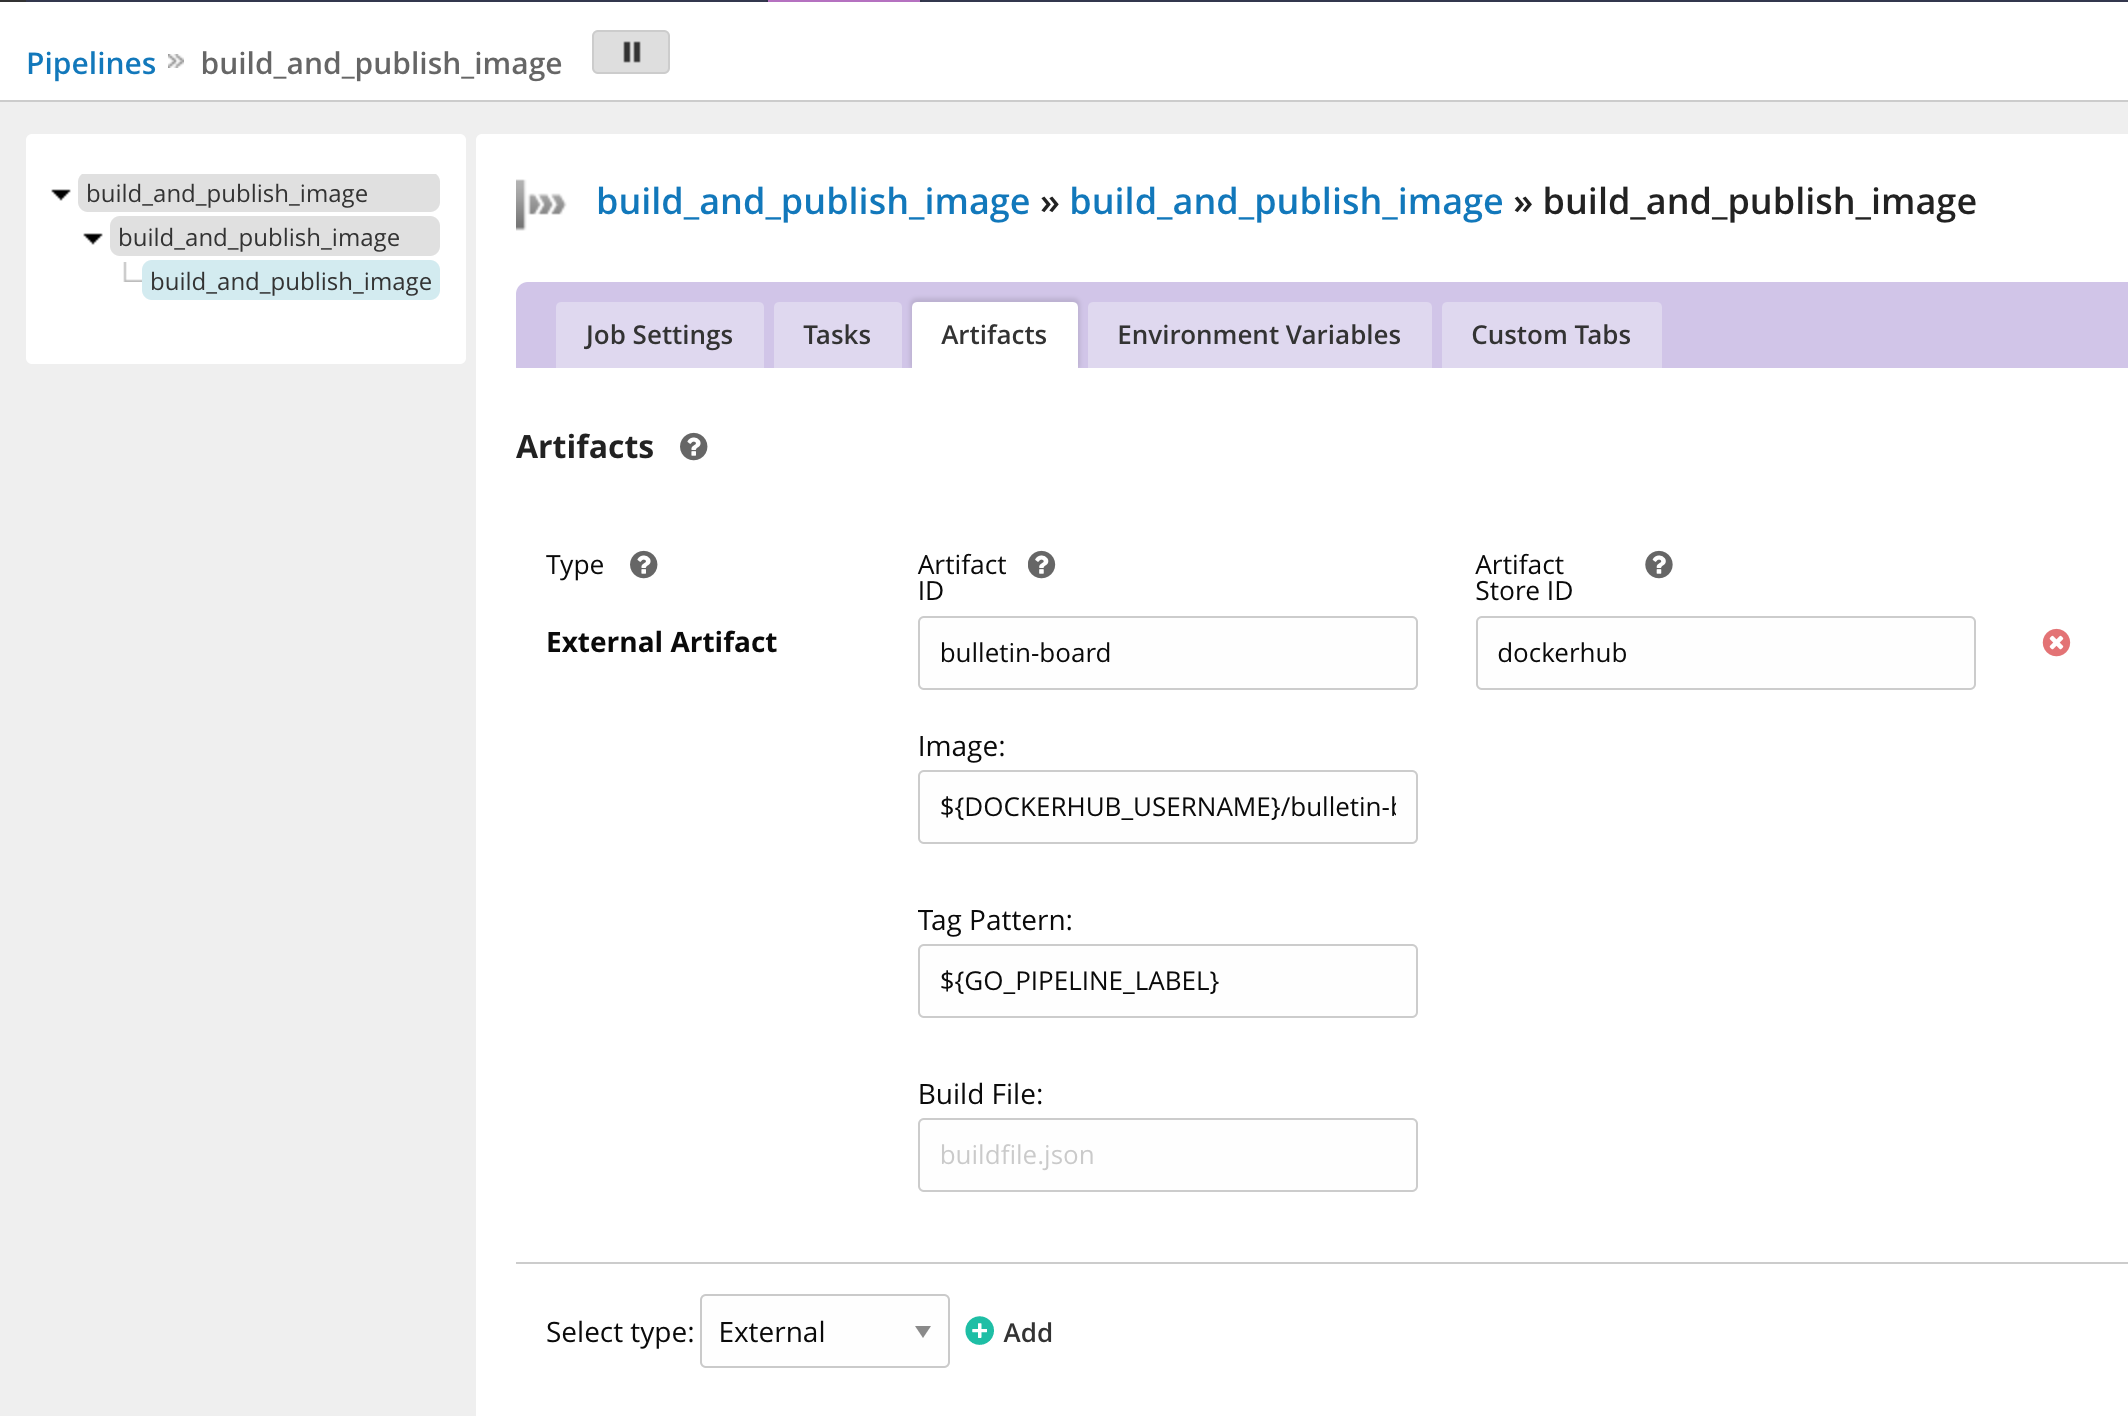 Pipelines » build_and_publish_image
build_and_publish_image
build_and_publish_image
build_and_publish_image
build_and_publish_image » build_and_publish_image » build_and_publish_image
Job Settings Tasks Artifacts Environment Variables Custom Tabs
Artifacts ?
Type ? Artifact ID ? Artifact Store ID ?
External Artifact bulletin-board dockerhub
Image:
${DOCKERHUB_USERNAME}/bulletin-
Tag Pattern:
${GO_PIPELINE_LABEL}
Build File:
buildfile.json
Select type: External Add